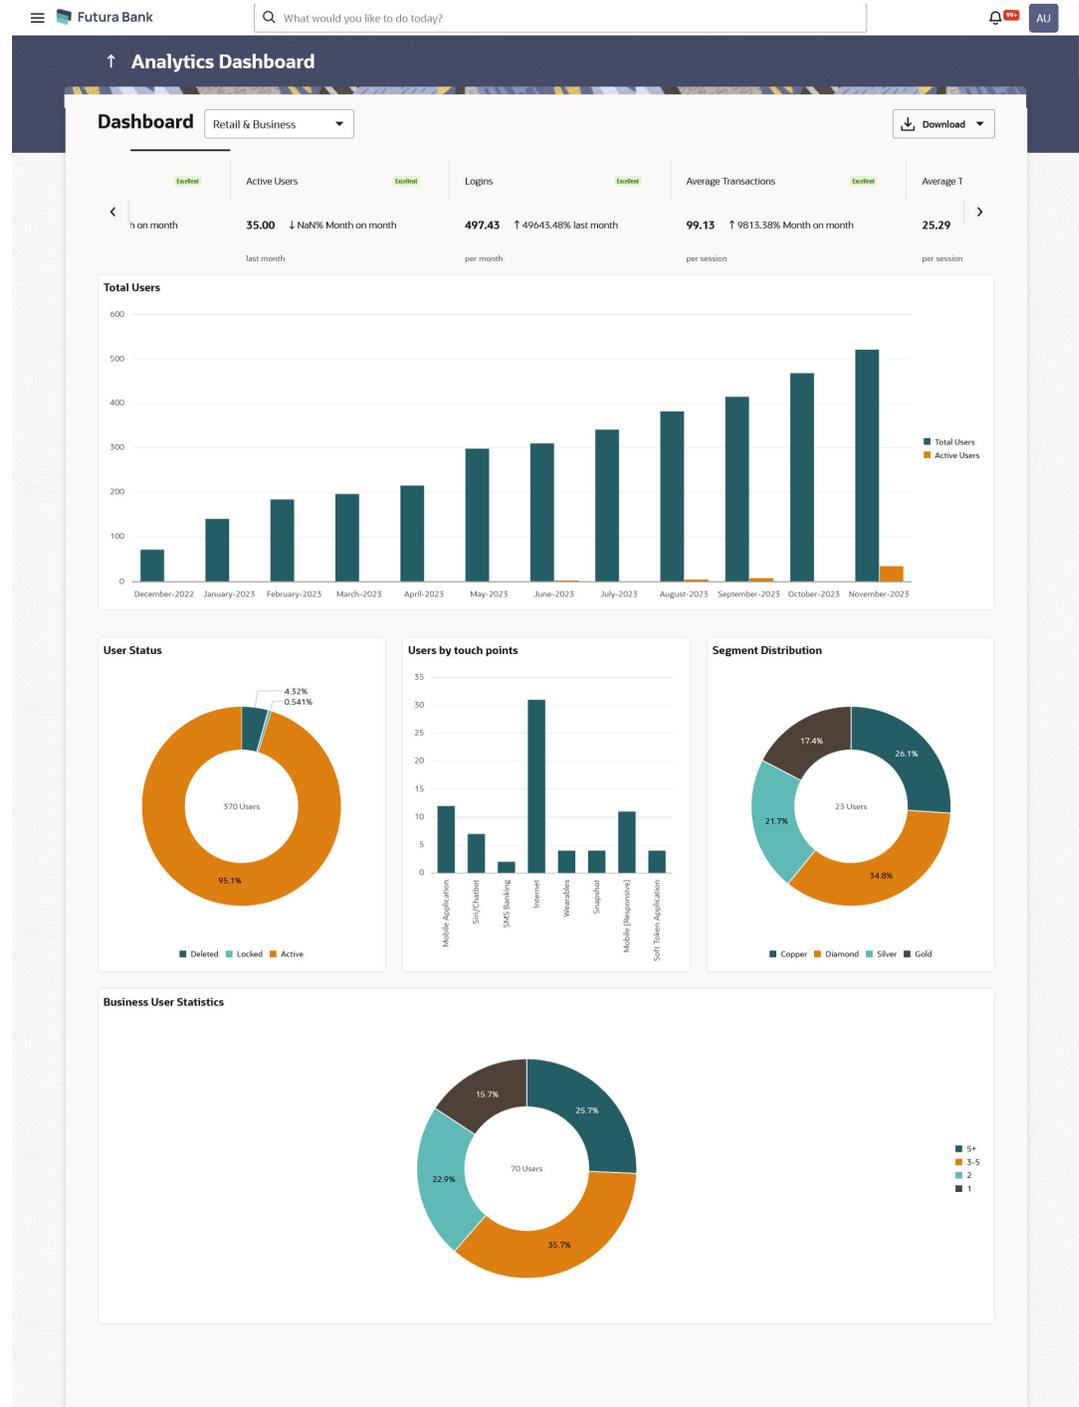 Futura Bank
What would you like to do today?
99+
AU
↑ Analytics Dashboard
Dashboard
Retail & Business
Download
Excellent
h on month
Active Users
Excellent
35.00 ↓ NaN% Month on month
last month
Logins
Excellent
497.43 ↑ 49643.48% last month
per month
Average Transactions
Excellent
99.13 ↑ 9813.38% Month on month
per session
Average T
25.29
per session
Total Users
600
500
400
300
200
100
0
December-2022 January-2023 February-2023 March-2023 April-2023 May-2023 June-2023 July-2023 August-2023 September-2023 October-2023 November-2023
Total Users
Active Users
User Status
4.32%
0.541%
370 Users
95.1%
Deleted Locked Active
Users by touch points
35
30
25
20
15
10
5
0
Mobile Application
Siri/Chatbot
SMS Banking
Internet
Wearables
Snapshot
Mobile (Responsive)
Soft Token Application
Segment Distribution
17.4%
26.1%
23 Users
21.7%
34.8%
Copper Diamond Silver Gold
Business User Statistics
15.7%
25.7%
70 Users
22.9%
35.7%
5+
3-5
2
1